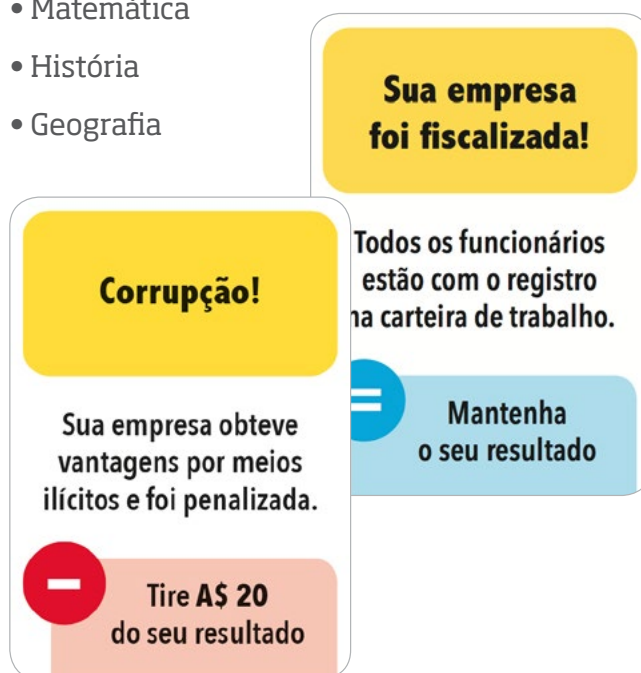 • Matemática
• História
• Geografia
Sua empresa
foi fiscalizada!
Todos os funcionários
estão com o registro
na carteira de trabalho.
=
Mantenha
o seu resultado
Corrupção!
Sua empresa obteve
vantagens por meios
ilícitos e foi penalizada.
-
Tire A$ 20
do seu resultado